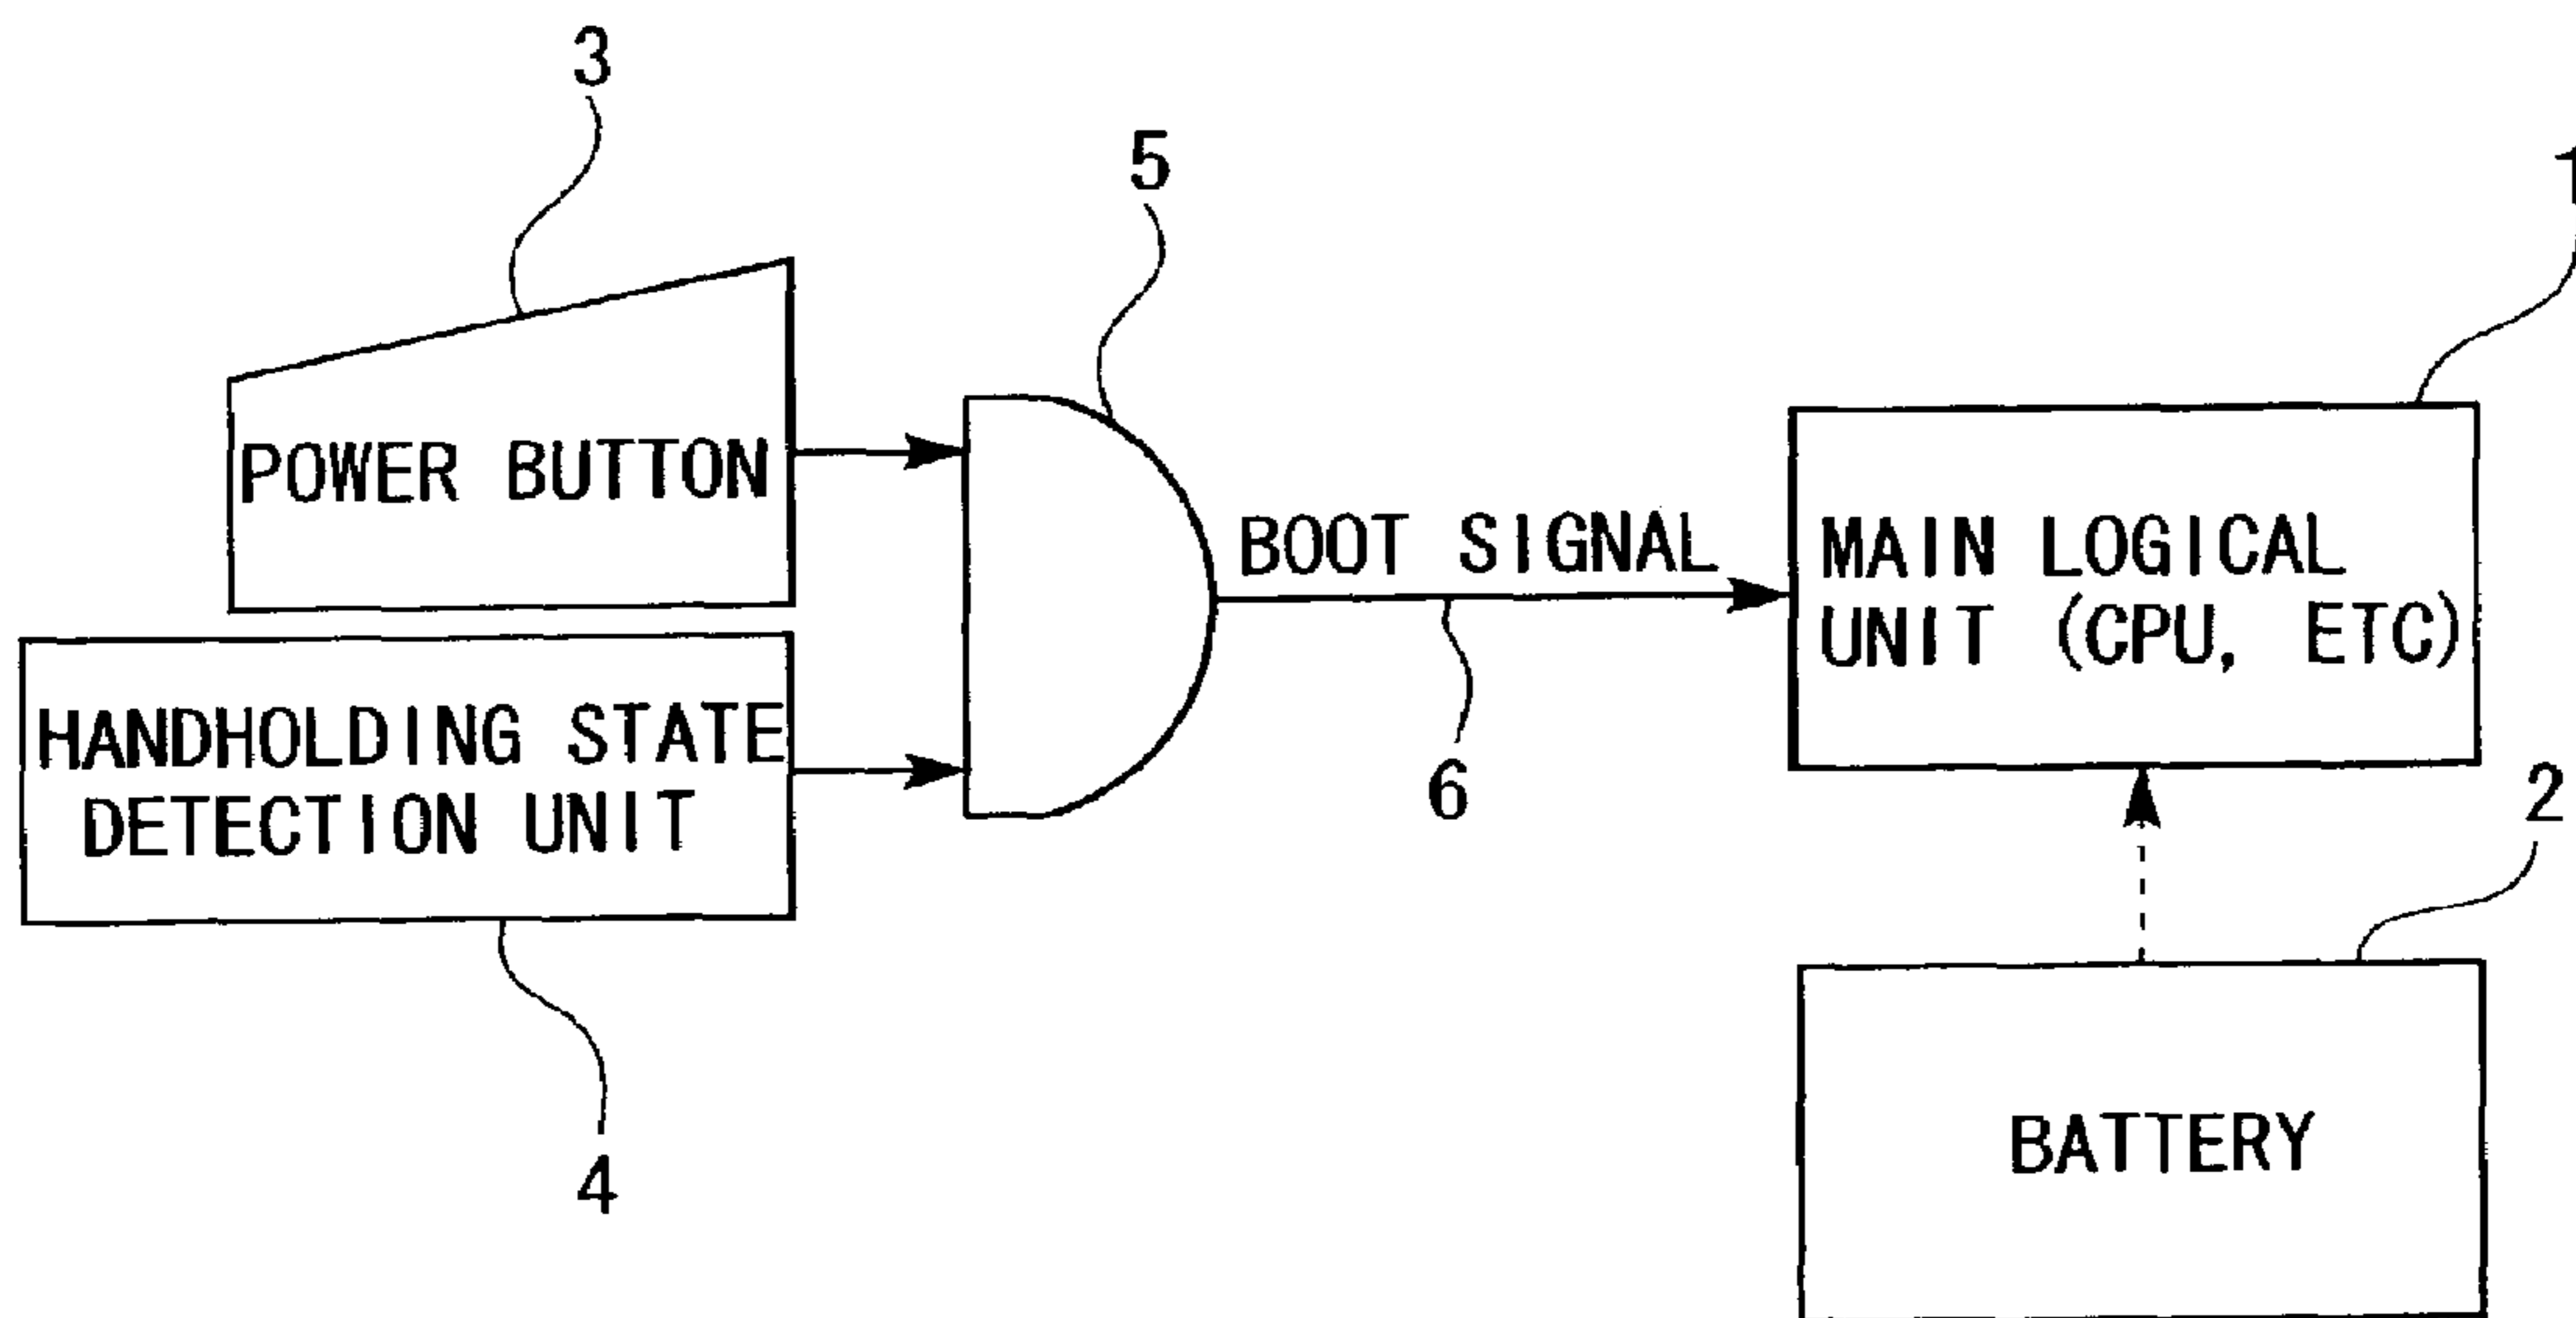 3
5
1
POWER BUTTON
BOOT SIGNAL
MAIN LOGICAL
UNIT (CPU, ETC)
HANDHOLDING STATE
DETECTION UNIT
6
2
4
BATTERY